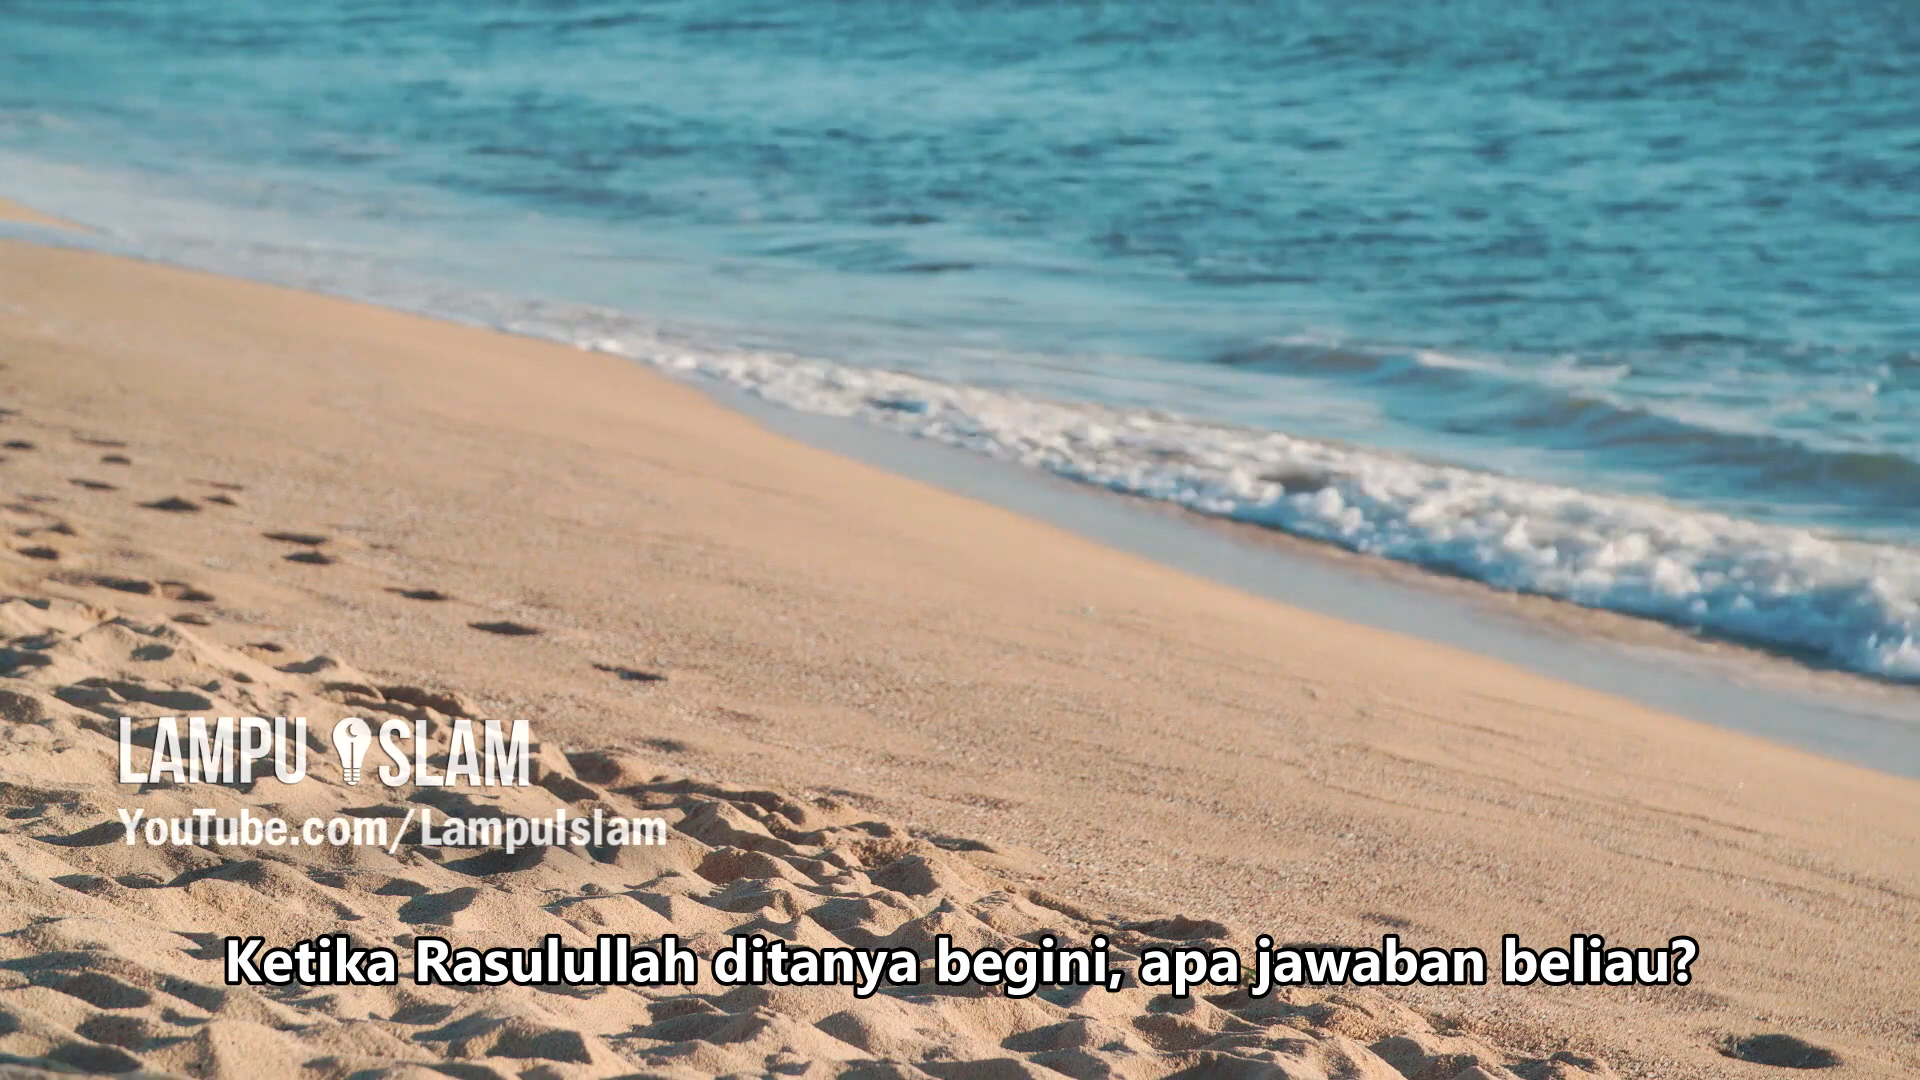 LAMPU ISLAM
YouTube.com/LampuIslam
Ketika Rasulullah ditanya begini, apa jawaban beliau?